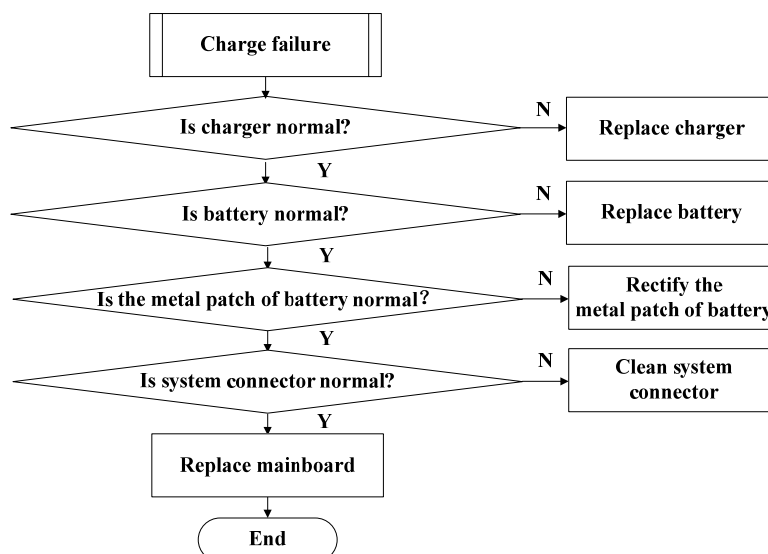 Charge failure
Is charger normal?
N
Replace charger
Y
Is battery normal?
N
Replace battery
Y
Is the metal patch of battery normal?
N
Rectify the
metal patch of battery
Y
Is system connector normal?
N
Clean system
connector
Y
Replace mainboard
End